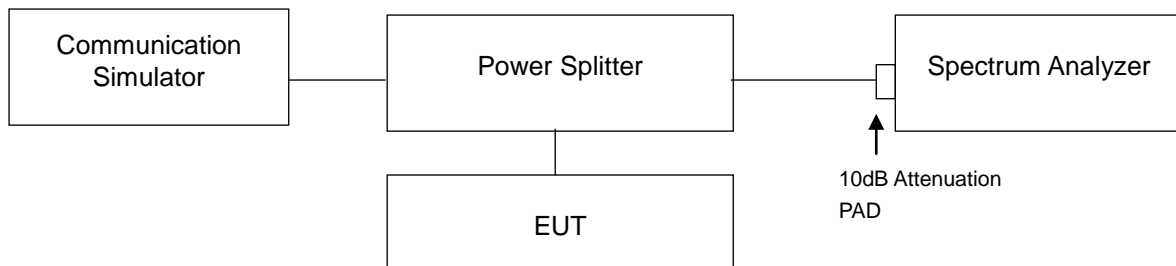 Communication
Simulator
Power Splitter
Spectrum Analyzer
10dB Attenuation
PAD
EUT